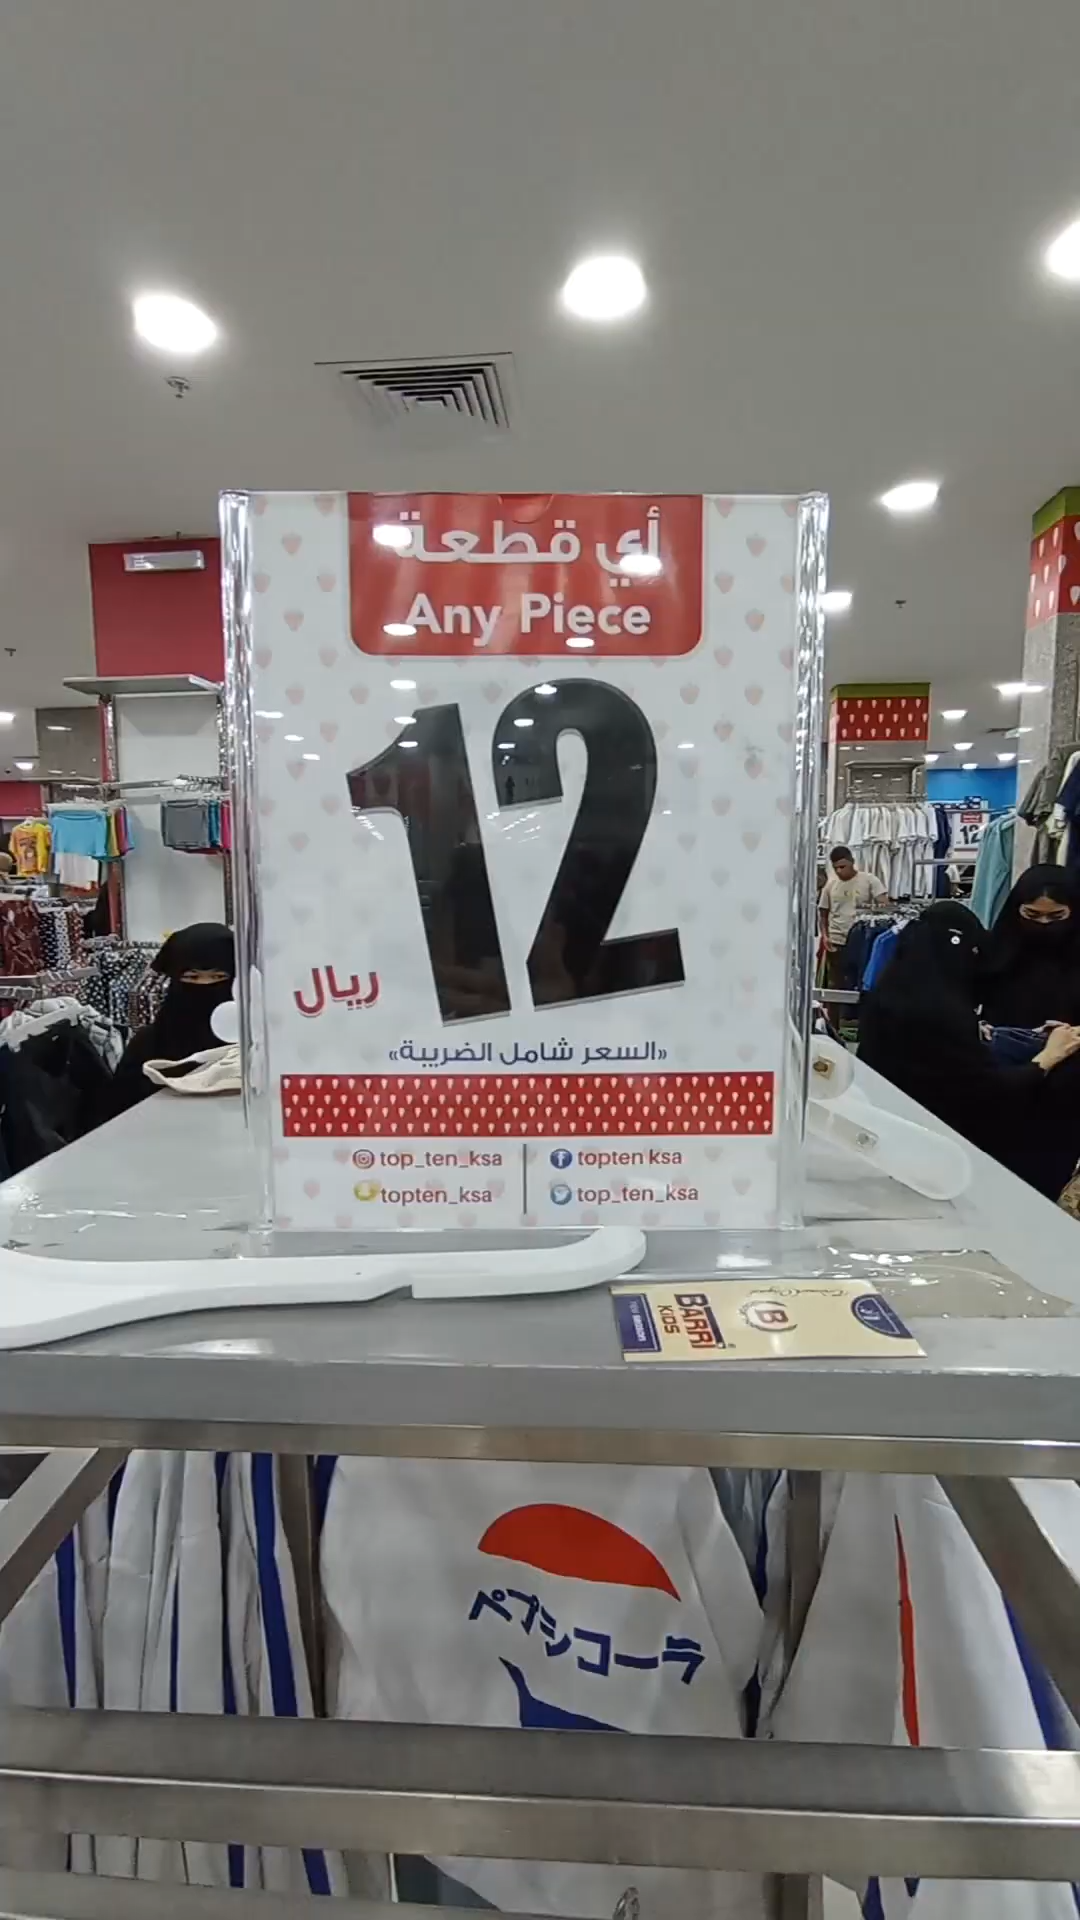 أي قطعة
Any Piece
12
ريال
«السعر شامل الضريبة»
top_ten_ksa
topten ksa
topten_ksa
top_ten_ksa
12
BARRI
KIDS
B
ペプシコーラ